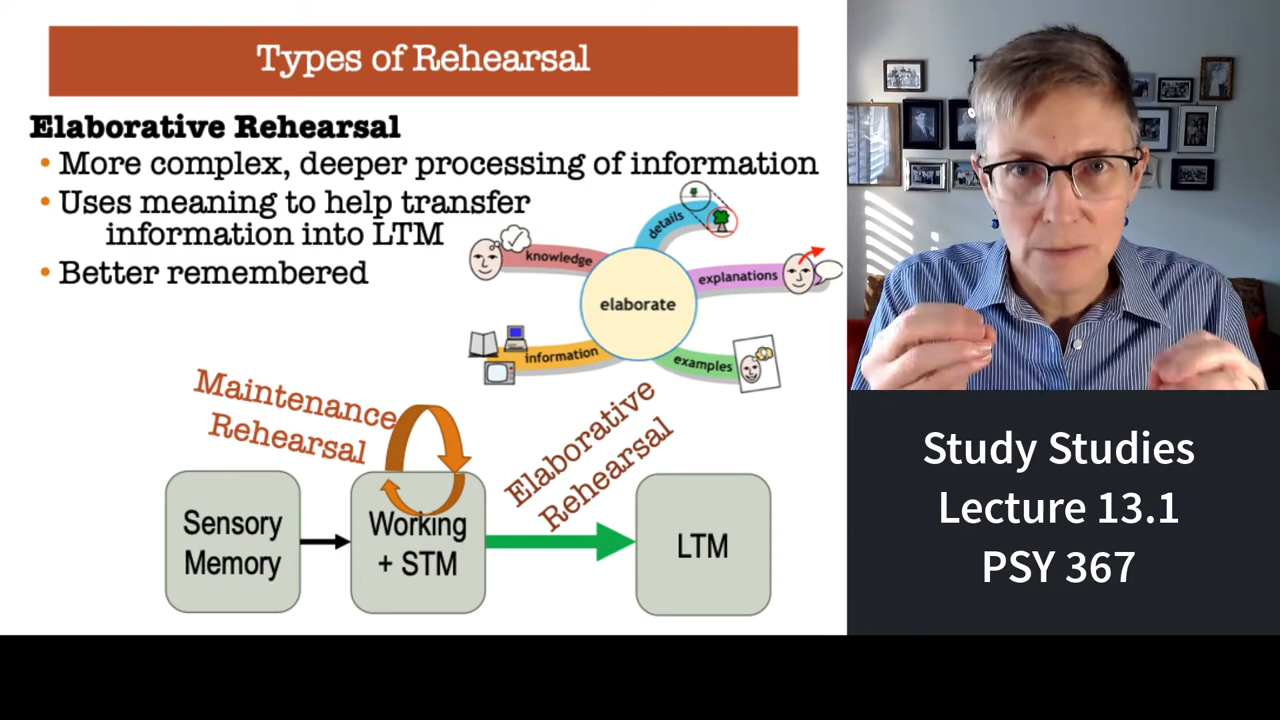 Types of Rehearsal
Elaborative Rehearsal
• More complex, deeper processing of information
• Uses meaning to help transfer
information into LTM
• Better remembered
details
knowledge
explanations
elaborate
information
examples
Maintenance
Rehearsal
Elaborative
Rehearsal
Sensory
Memory
Working
+ STM
LTM
Study Studies
Lecture 13.1
PSY 367